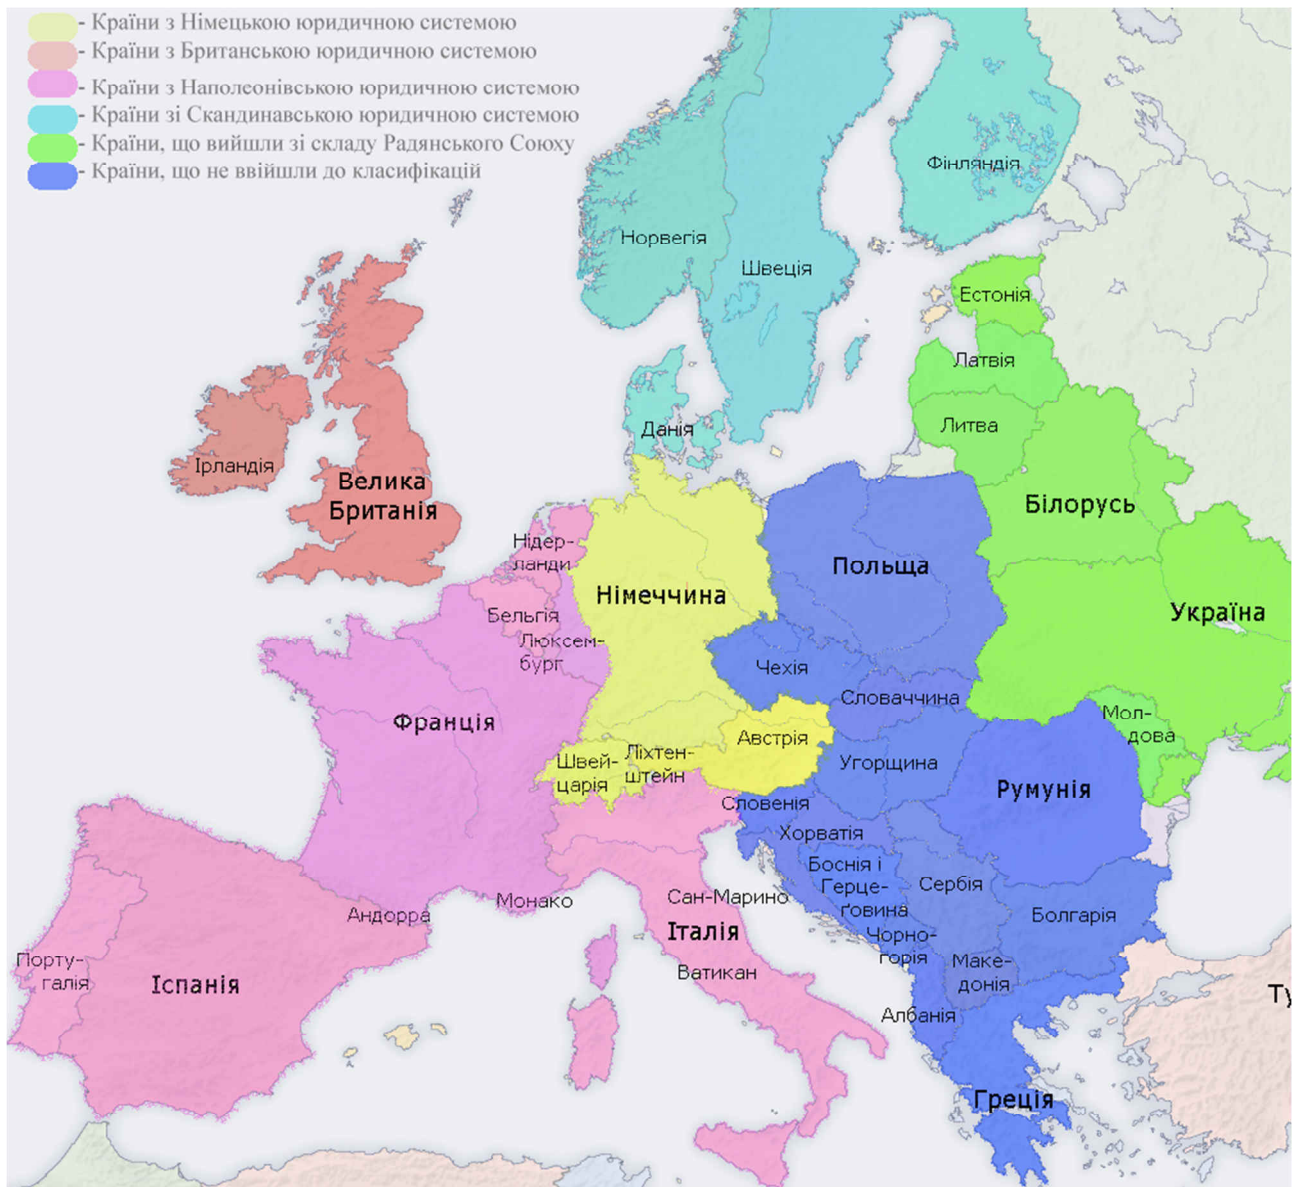 - Країни з Німецькою юридичною системою
- Країни з Британською юридичною системою
- Країни з Наполеонівською юридичною системою
- Країни зі Скандинавською юридичною системою
- Країни, що вийшли зі складу Радянського Союху
- Країни, що не ввійшли до класифікацій
Фінляндія
Норвегія
Швеція
Естонія
Латвія
Литва
Данія
Ірландія
Велика
Британія
Білорусь
Нідер-
ланди
Польща
Німеччина
Україна
Бельгія
Люксем-
бург
Чехія
Словаччина
Франція
Мол-
дова
Австрія
Ліхтен-
штейн
Швей-
царія
Угорщина
Румунія
Словенія
Хорватія
Боснія і
Герце-
ґовина
Сербія
Болгарія
Монако
Сан-Марино
Андорра
Італія
Чорно-
горія
Маке-
донія
Порту-
галія
Іспанія
Ватикан
Албанія
Ту
Греція